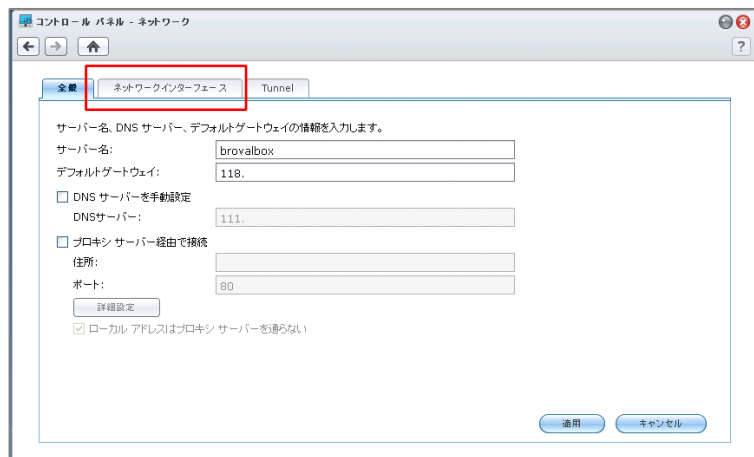 コントロール パネル - ネットワーク
?
全般 ネットワークインターフェース Tunnel
サーバー名、DNS サーバー、デフォルトゲートウェイの情報を入力します。
サーバー名: brovalbox
デフォルトゲートウェイ: 118.
DNS サーバーを手動設定
DNSサーバー: 111.
プロキシ サーバー経由で接続
住所:
ポート: 80
詳細設定
ローカル アドレスはプロキシ サーバーを通らない
適用 キャンセル